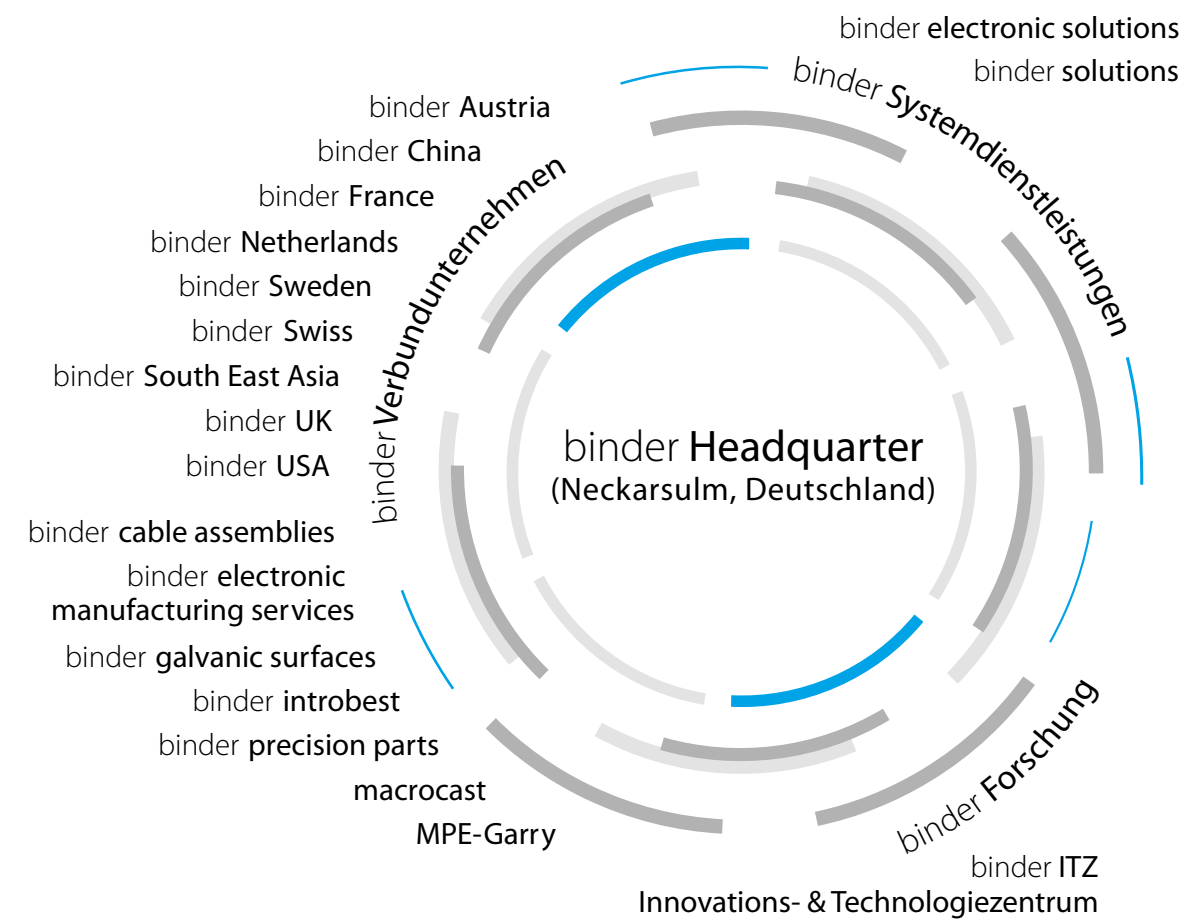 binder electronic solutions
binder solutions
binder Systemdienstleistungen
binder Austria
binder China
binder France
binder Netherlands
binder Sweden
binder Swiss
binder South East Asia
binder UK
binder USA
binder Verbundunternehmen
binder Headquarter
(Neckarsulm, Deutschland)
binder cable assemblies
binder electronic
manufacturing services
binder galvanic surfaces
binder introbest
binder precision parts
macrocast
MPE-Garry
binder Forschung
binder ITZ
Innovations- & Technologiezentrum